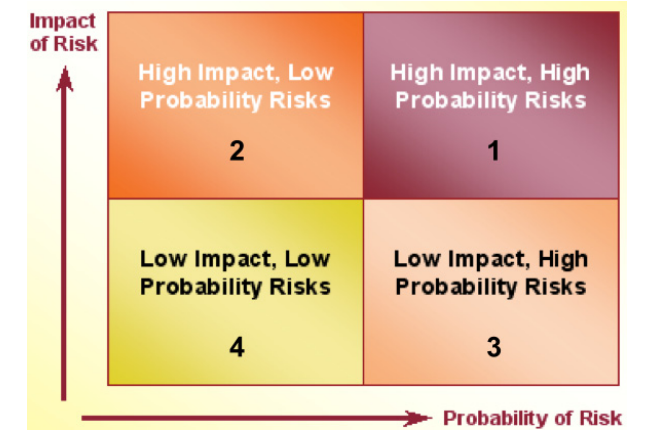 Impact
of Risk
High Impact, Low
Probability Risks
2
High Impact, High
Probability Risks
1
Low Impact, Low
Probability Risks
4
Low Impact, High
Probability Risks
3
Probability of Risk